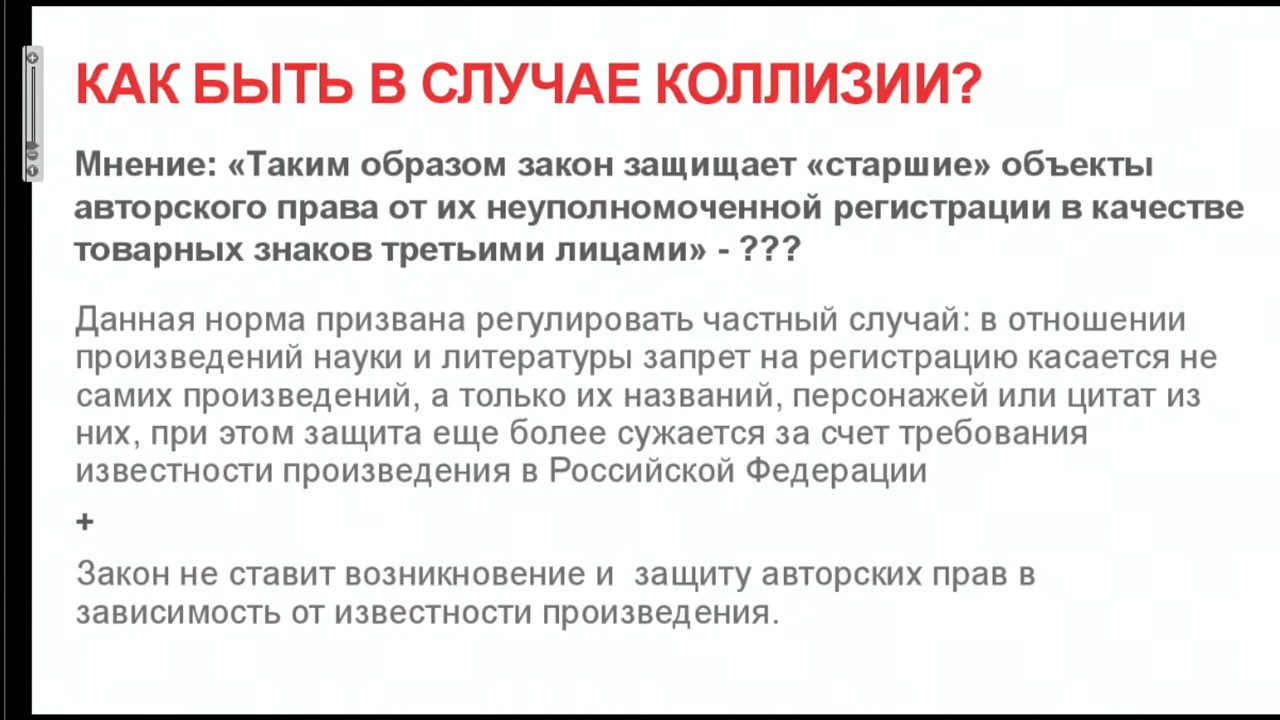 КАК БЫТЬ В СЛУЧАЕ КОЛЛИЗИИ?
Мнение: «Таким образом закон защищает «старшие» объекты
авторского права от их неуполномоченной регистрации в качестве
товарных знаков третьими лицами» - ???
Данная норма призвана регулировать частный случай: в отношении
произведений науки и литературы запрет на регистрацию касается не
самих произведений, а только их названий, персонажей или цитат из
них, при этом защита еще более сужается за счет требования
известности произведения в Российской Федерации
+
Закон не ставит возникновение и  защиту авторских прав в
зависимость от известности произведения.